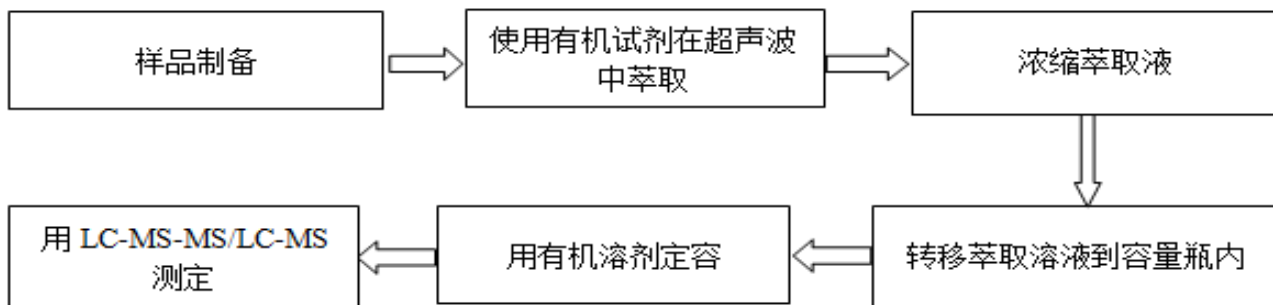 样品制备
使用有机试剂在超声波
中萃取
浓缩萃取液
转移萃取溶液到容量瓶内
用有机溶剂定容
用 LC-MS-MS/LC-MS
测定